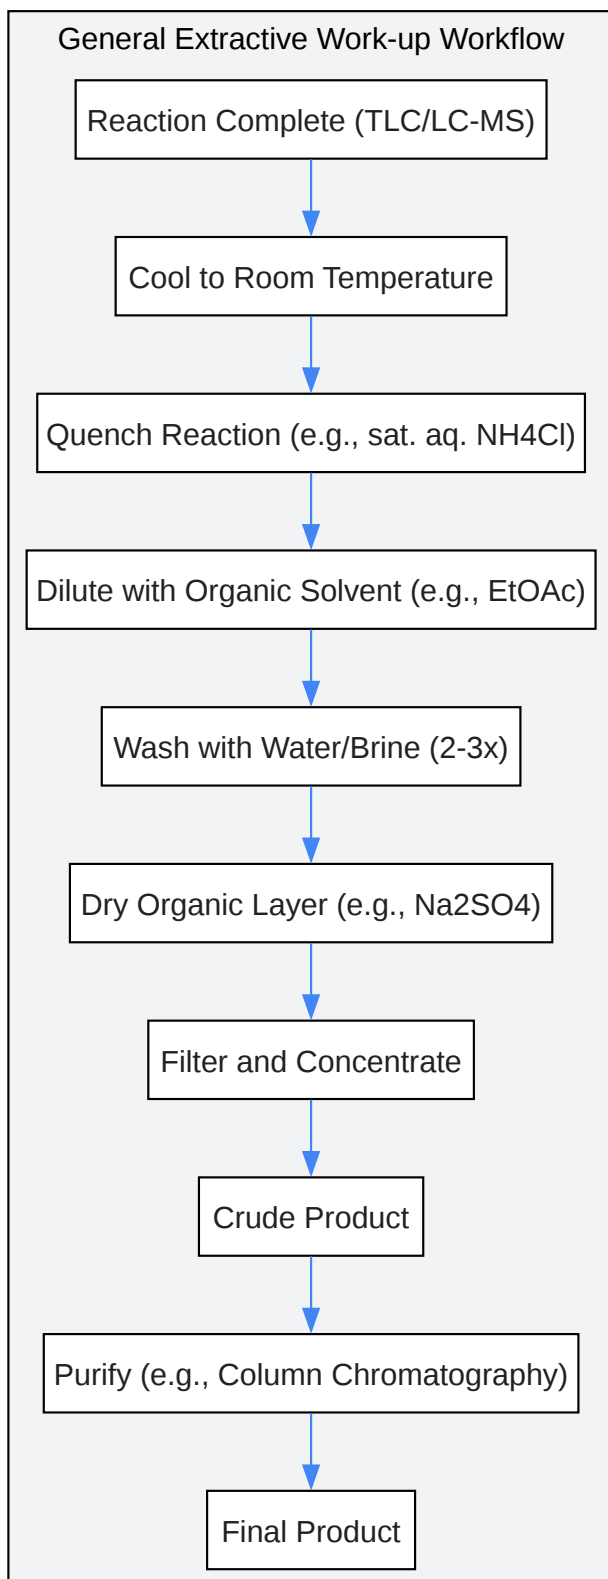 General Extractive Work-up Workflow
Reaction Complete (TLC/LC-MS)
Cool to Room Temperature
Quench Reaction (e.g., sat. aq. NH4Cl)
Dilute with Organic Solvent (e.g., EtOAc)
Wash with Water/Brine (2-3x)
Dry Organic Layer (e.g., Na2SO4)
Filter and Concentrate
Crude Product
Purify (e.g., Column Chromatography)
Final Product